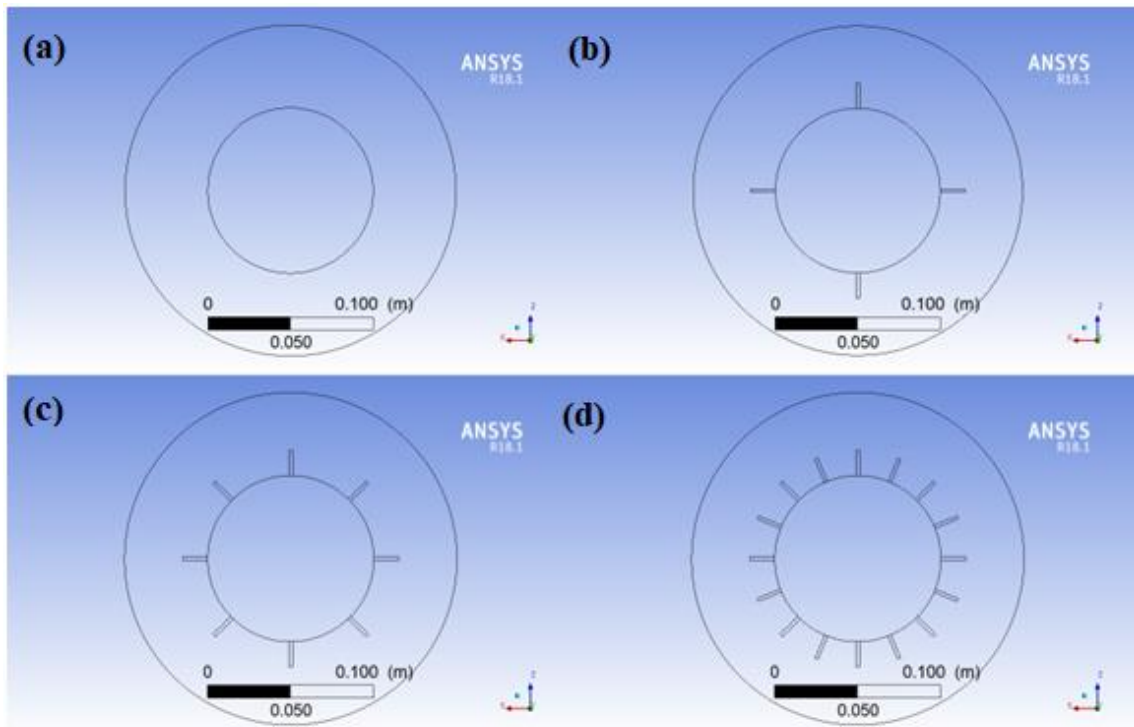 (a)
ANSYS
R18.1
0 0.100 (m)
0.050
z
x
(b)
ANSYS
R18.1
0 0.100 (m)
0.050
z
x
(c)
ANSYS
R18.1
0 0.100 (m)
0.050
z
x
(d)
ANSYS
R18.1
0 0.100 (m)
0.050
z
x